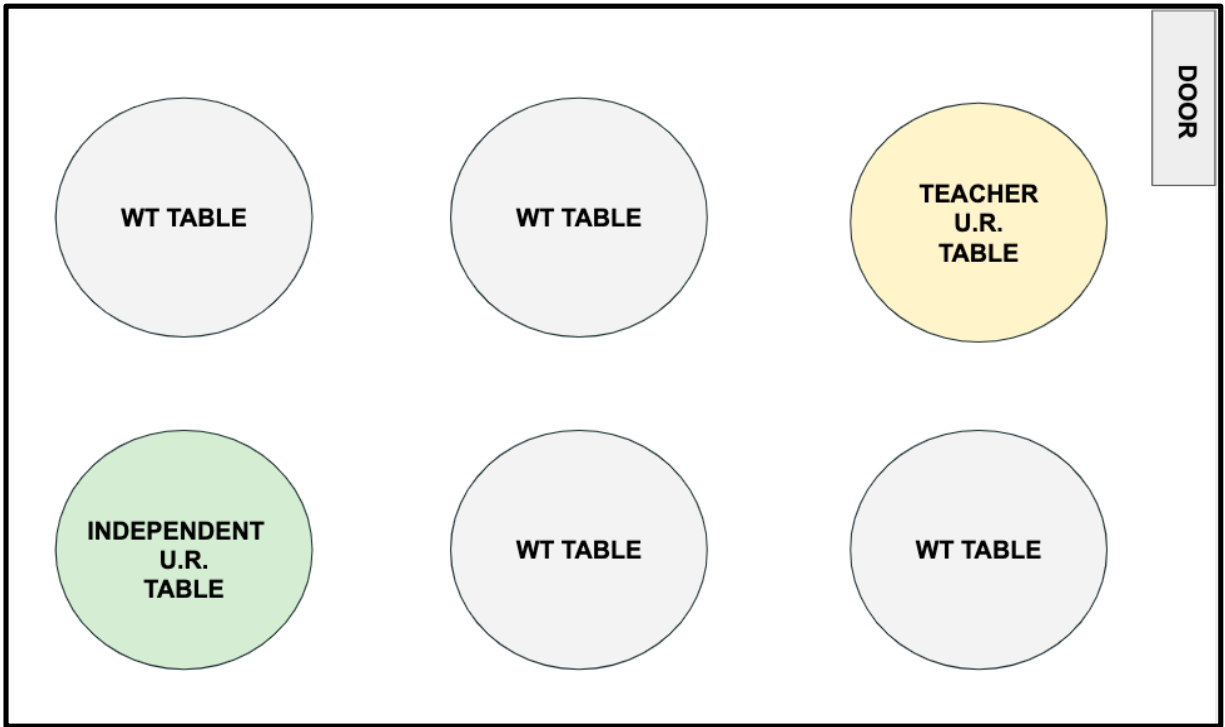 DOOR
WT TABLE
WT TABLE
TEACHER
U.R.
TABLE
INDEPENDENT
U.R.
TABLE
WT TABLE
WT TABLE